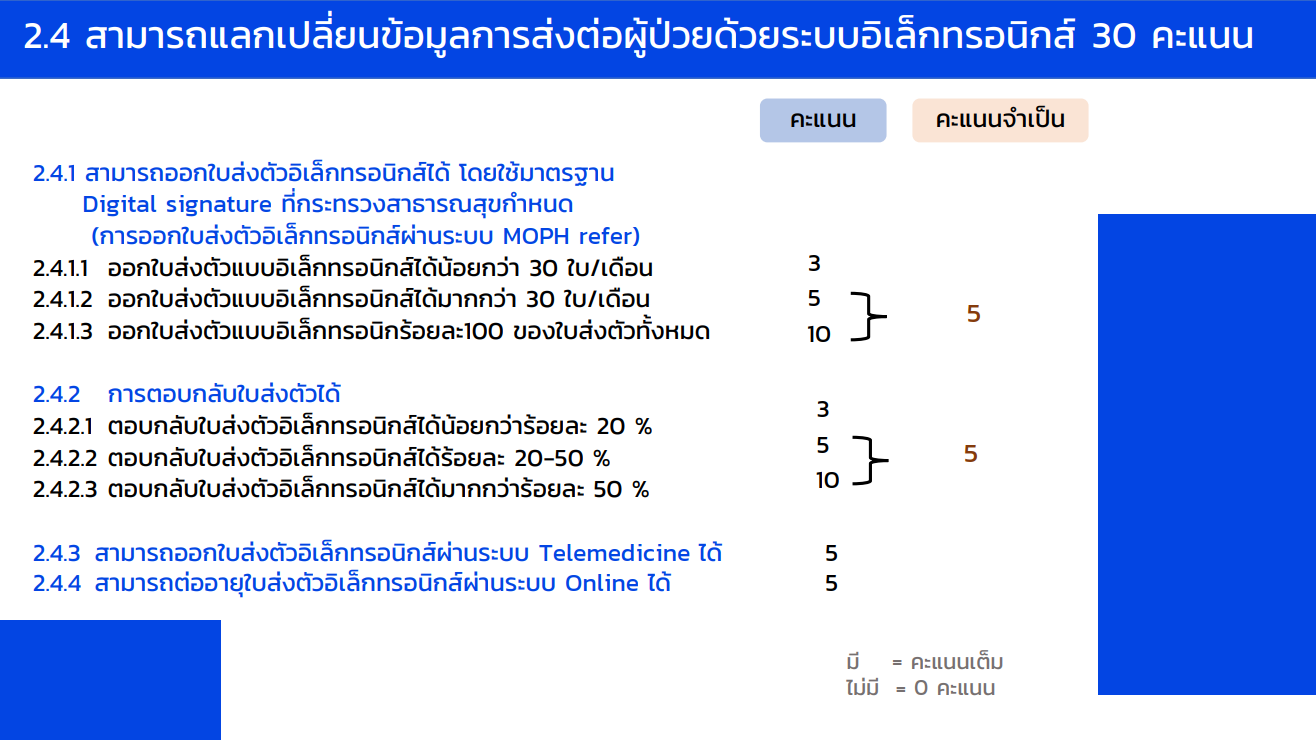 2.4 สามารถแลกเปลี่ยนข้อมูลการส่งต่อผู้ป่วยด้วยระบบอิเล็กทรอนิกส์ 30 คะแนน
คะแนน คะแนนจำเป็น
2.4.1 สามารถออกใบส่งตัวอิเล็กทรอนิกส์ได้ โดยใช้มาตรฐาน
Digital signature ที่กระทรวงสาธารณสุขกำหนด
(การออกใบส่งตัวอิเล็กทรอนิกส์ผ่านระบบ MOPH refer)
2.4.1.1 ออกใบส่งตัวแบบอิเล็กทรอนิกส์ได้น้อยกว่า 30 ใบ/เดือน 3
2.4.1.2 ออกใบส่งตัวแบบอิเล็กทรอนิกส์ได้มากกว่า 30 ใบ/เดือน 5
5
2.4.1.3 ออกใบส่งตัวแบบอิเล็กทรอนิกร้อยละ100 ของใบส่งตัวทั้งหมด 10
2.4.2 การตอบกลับใบส่งตัวได้
2.4.2.1 ตอบกลับใบส่งตัวอิเล็กทรอนิกส์ได้น้อยกว่าร้อยละ 20 % 3
2.4.2.2 ตอบกลับใบส่งตัวอิเล็กทรอนิกส์ได้ร้อยละ 20-50 % 5 5
2.4.2.3 ตอบกลับใบส่งตัวอิเล็กทรอนิกส์ได้มากกว่าร้อยละ 50 % 10
2.4.3 สามารถออกใบส่งตัวอิเล็กทรอนิกส์ผ่านระบบ Telemedicine ได้ 5
2.4.4 สามารถต่ออายุใบส่งตัวอิเล็กทรอนิกส์ผ่านระบบ Online ได้ 5
มี = คะแนนเต็ม
ไม่มี = 0 คะแนน